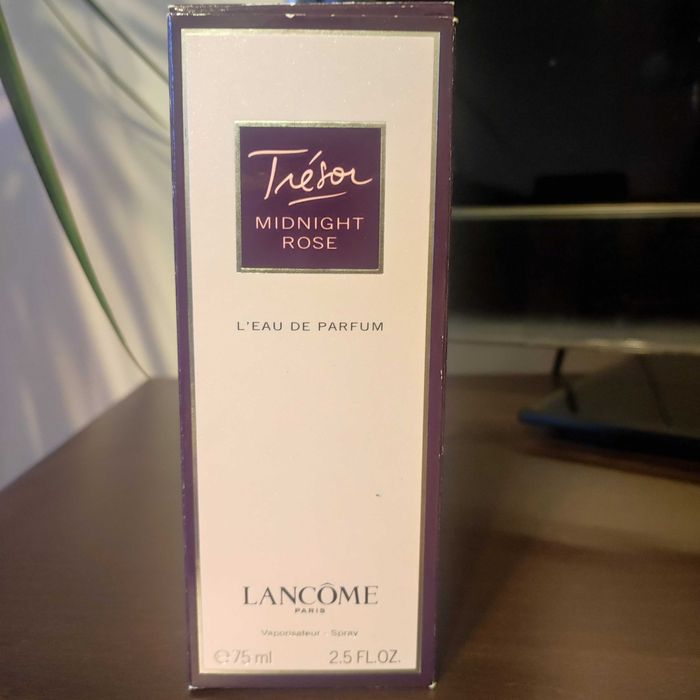 Trésor
MIDNIGHT
ROSE
L'EAU DE PARFUM
LANCÔME
PARIS
Vaporisateur - Spray
℮75 ml 2.5 FL.OZ.